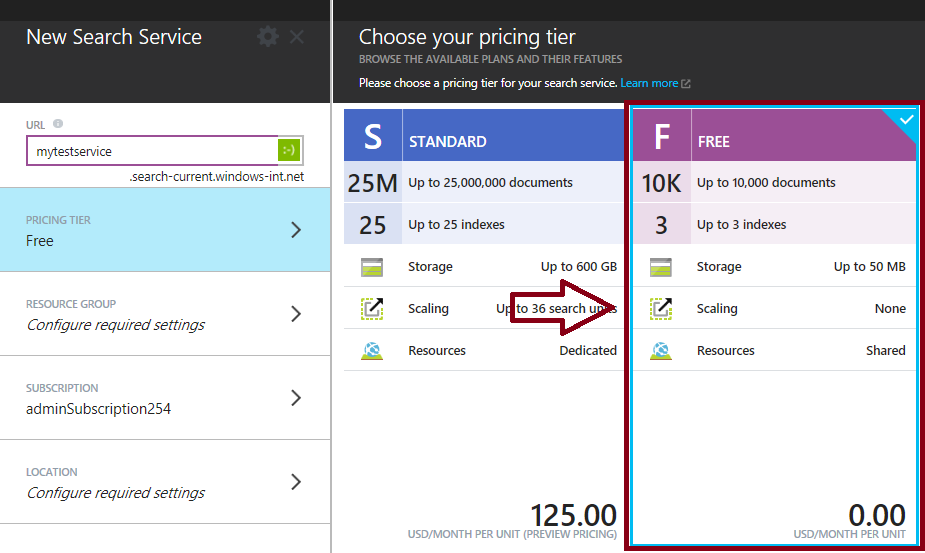 New Search Service
URL
mytestservice
:-)
.search-current.windows-int.net
PRICING TIER
Free
RESOURCE GROUP
Configure required settings
SUBSCRIPTION
adminSubscription254
LOCATION
Configure required settings
Choose your pricing tier
BROWSE THE AVAILABLE PLANS AND THEIR FEATURES
Please choose a pricing tier for your search service. Learn more
S STANDARD
25M Up to 25,000,000 documents
25 Up to 25 indexes
Storage Up to 600 GB
Scaling Up to 36 search units
Resources Dedicated
125.00
USD/MONTH PER UNIT (PREVIEW PRICING)
F FREE
10K Up to 10,000 documents
3 Up to 3 indexes
Storage Up to 50 MB
Scaling None
Resources Shared
0.00
USD/MONTH PER UNIT